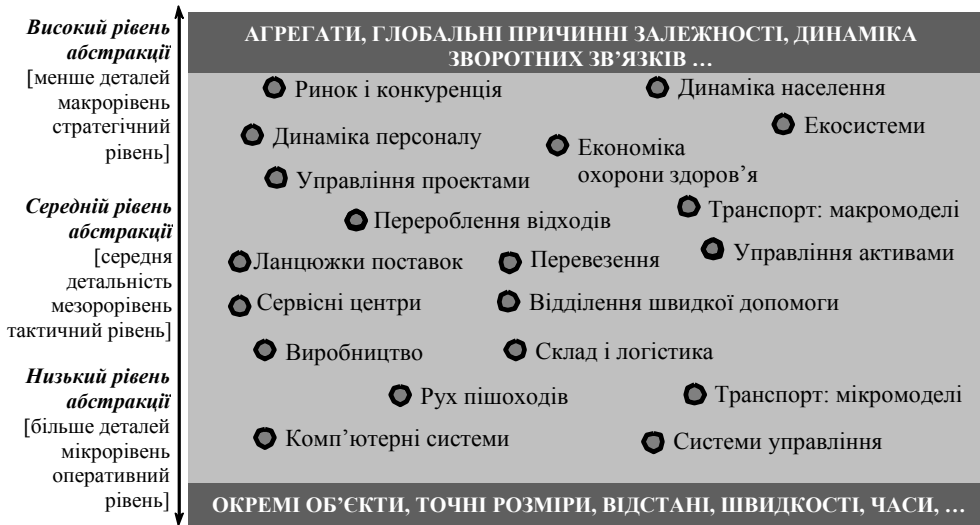 Високий рівень
абстракції
[менше деталей
макрорівень
стратегічний
рівень]
Середній рівень
абстракції
[середня
детальність
мезорорівень
тактичний рівень]
Низький рівень
абстракції
[більше деталей
мікрорівень
оперативний
рівень]
АГРЕГАТИ, ГЛОБАЛЬНІ ПРИЧИННІ ЗАЛЕЖНОСТІ, ДИНАМІКА
ЗВОРОТНИХ ЗВ’ЯЗКІВ …
Ринок і конкуренція
Динаміка населення
Екосистеми
Динаміка персоналу
Економіка
охорони здоров’я
Управління проектами
Транспорт: макромоделі
Перероблення відходів
Управління активами
Ланцюжки поставок
Перевезення
Сервісні центри
Відділення швидкої допомоги
Виробництво
Склад і логістика
Рух пішоходів
Транспорт: мікромоделі
Комп’ютерні системи
Системи управління
ОКРЕМІ ОБ’ЄКТИ, ТОЧНІ РОЗМІРИ, ВІДСТАНІ, ШВИДКОСТІ, ЧАСИ, …